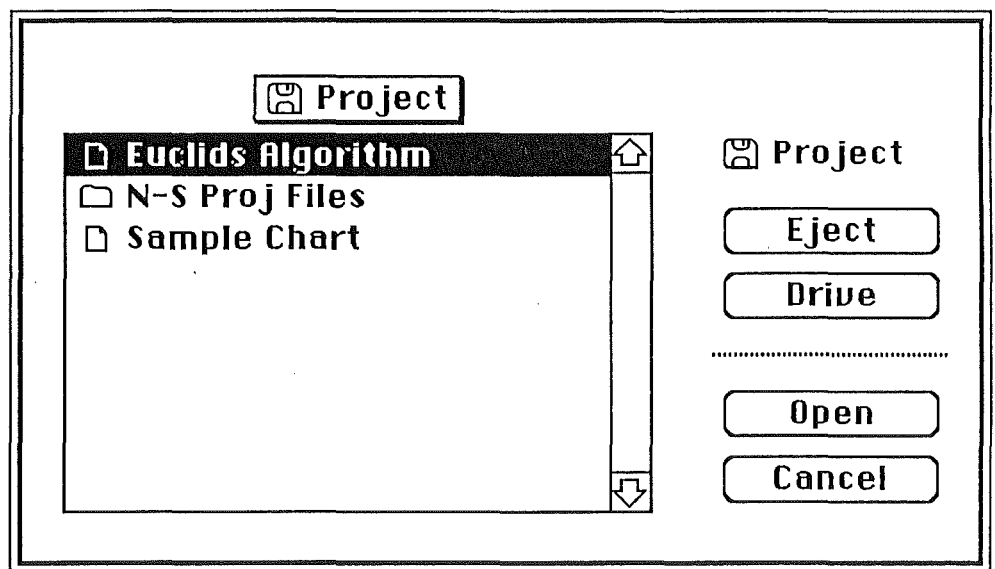 Project
Euclids Algorithm
N-S Proj Files
Sample Chart
Project
Eject
Drive
Open
Cancel